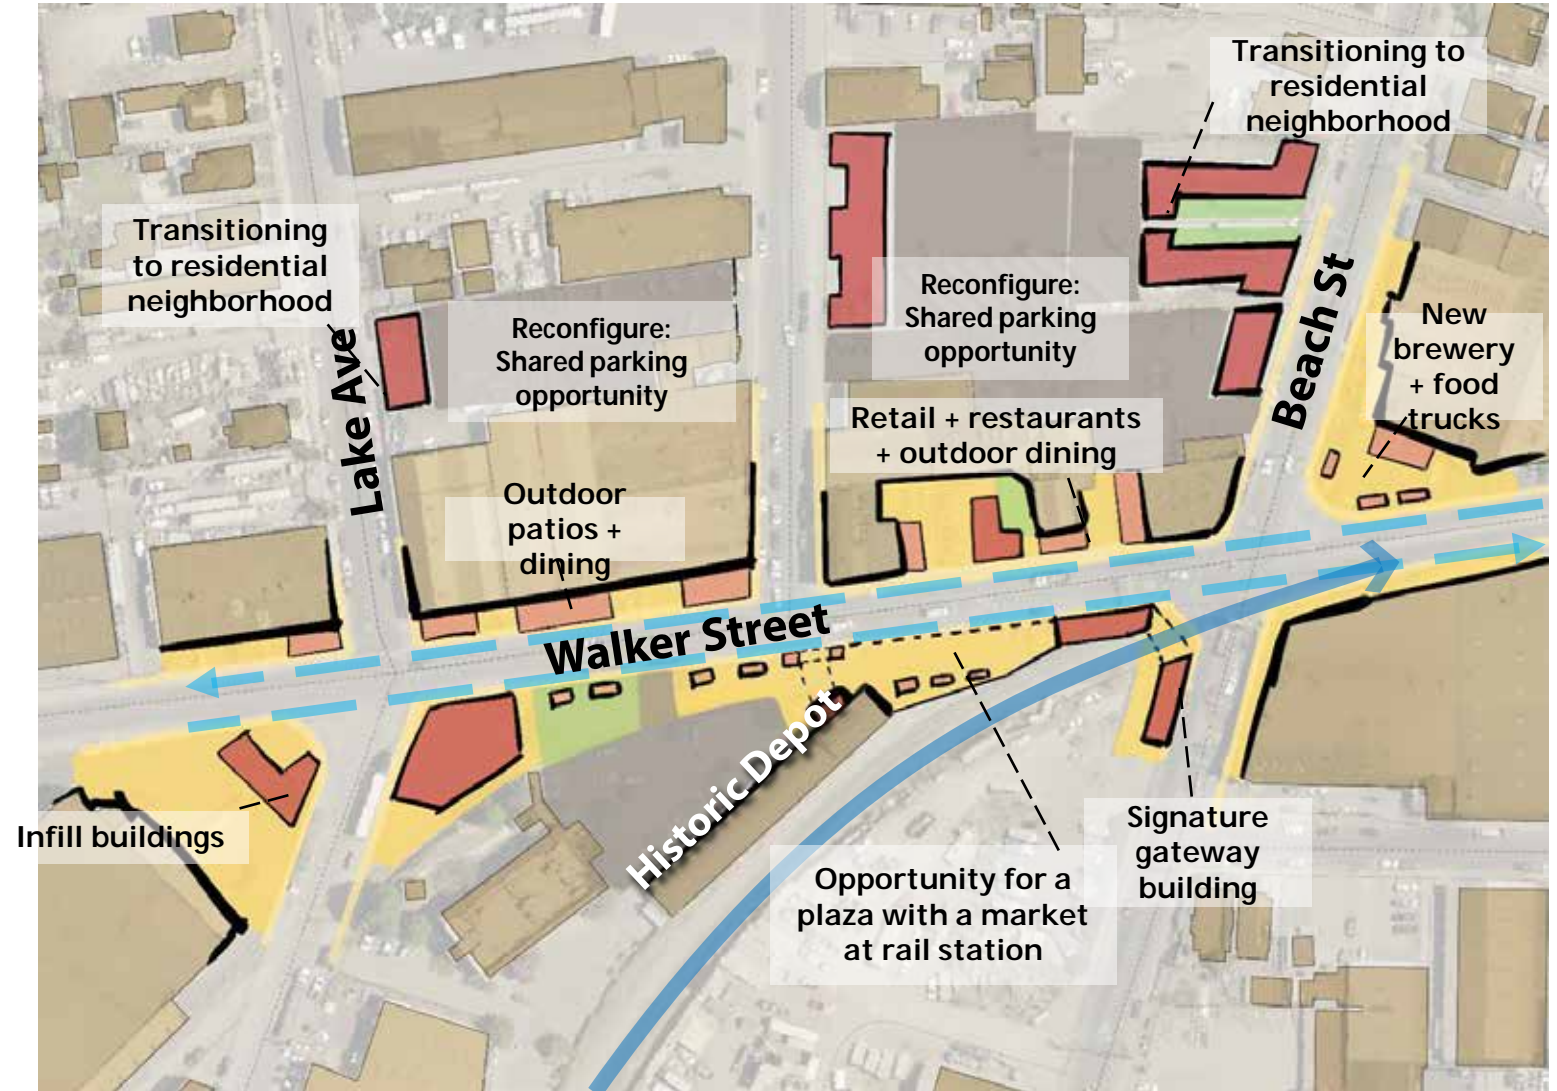 Transitioning to
residential
neighborhood
Transitioning
to residential
neighborhood
Reconfigure:
Shared parking
opportunity
Reconfigure:
Shared parking
opportunity
Lake Ave
Beach St
New
brewery
+ food
trucks
Retail + restaurants
+ outdoor dining
Outdoor
patios +
dining
Walker Street
Historic Depot
Infill buildings
Opportunity for a
plaza with a market
at rail station
Signature
gateway
building